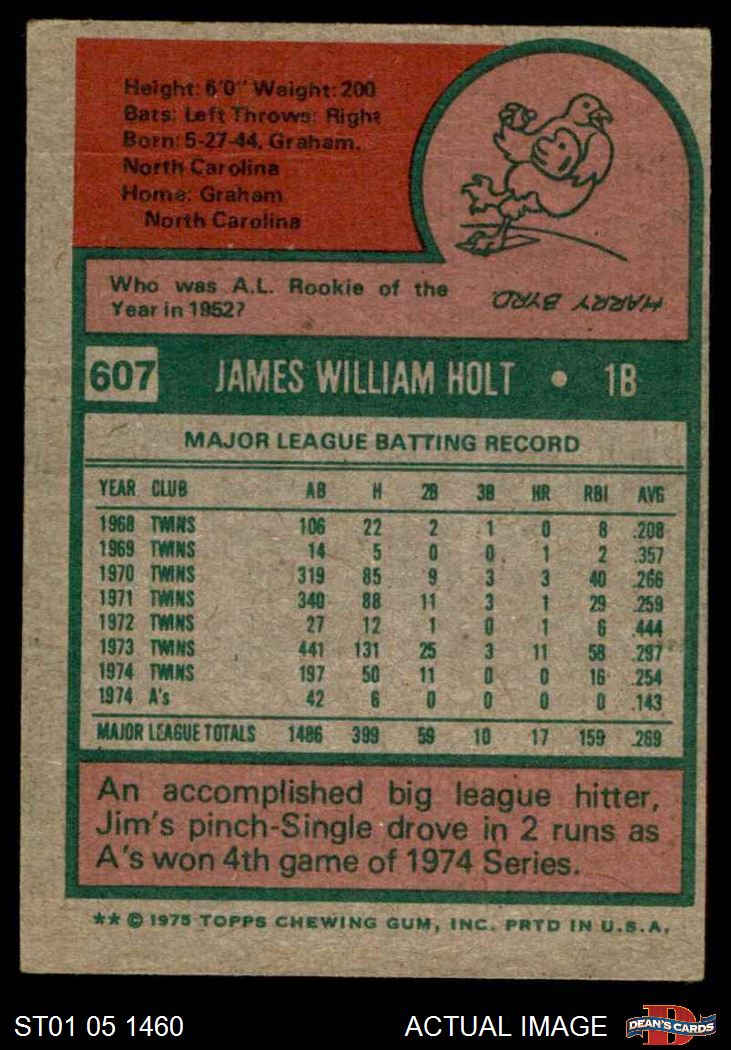 Height: 6'0" Weight: 200
Bats: Left Throws: Right
Born: 5-27-44, Graham,
North Carolina
Home: Graham
North Carolina
Who was A.L. Rookie of the
Year in 1952?
HARRY BYRD.
607 JAMES WILLIAM HOLT • 1B
MAJOR LEAGUE BATTING RECORD
YEAR CLUB AB H 2B 3B HR RBI AVG
1968 TWINS 106 22 2 1 0 8 .208
1969 TWINS 14 5 0 0 1 2 .357
1970 TWINS 319 85 9 3 3 40 .266
1971 TWINS 340 88 11 3 1 29 .259
1972 TWINS 27 12 1 0 1 6 .444
1973 TWINS 441 131 25 3 11 58 .297
1974 TWINS 197 50 11 0 0 16 .254
1974 A's 42 6 0 0 0 0 .143
MAJOR LEAGUE TOTALS 1486 399 59 10 17 159 .269
An accomplished big league hitter,
Jim's pinch-Single drove in 2 runs as
A's won 4th game of 1974 Series.
** © 1975 TOPPS CHEWING GUM, INC. PRTD IN U.S.A.
ST01 05 1460 ACTUAL IMAGE DEAN'S CARDS